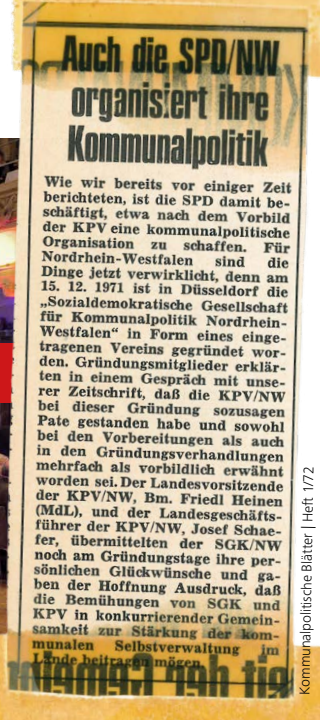 Auch die SPD/NW
organisiert ihre
Kommunalpolitik
Wie wir bereits vor einiger Zeit
berichteten, ist die SPD damit be-
schäftigt, etwa nach dem Vorbild
der KPV eine kommunalpolitische
Organisation zu schaffen. Für
Nordrhein-Westfalen sind die
Dinge jetzt verwirklicht, denn am
15. 12. 1971 ist in Düsseldorf die
„Sozialdemokratische Gesellschaft
für Kommunalpolitik Nordrhein-
Westfalen“ in Form eines einge-
tragenen Vereins gegründet wor-
den. Gründungsmitglieder erklär-
ten in einem Gespräch mit unse-
rer Zeitschrift, daß die KPV/NW
bei dieser Gründung sozusagen
Pate gestanden habe und sowohl
bei den Vorbereitungen als auch
in den Gründungsverhandlungen
mehrfach als vorbildlich erwähnt
worden sei. Der Landesvorsitzende
der KPV/NW, Bm. Friedl Heinen
(MdL), und der Landesgeschäfts-
führer der KPV/NW, Josef Schae-
fer, übermittelten der SGK/NW
noch am Gründungstage ihre per-
sönlichen Glückwünsche und ga-
ben der Hoffnung Ausdruck, daß
die Bemühungen von SGK und
KPV in konkurrierender Gemein-
samkeit zur Stärkung der kom-
munalen Selbstverwaltung im
Lande beitragen mögen.
Kommunalpolitische Blätter | Heft 1/72